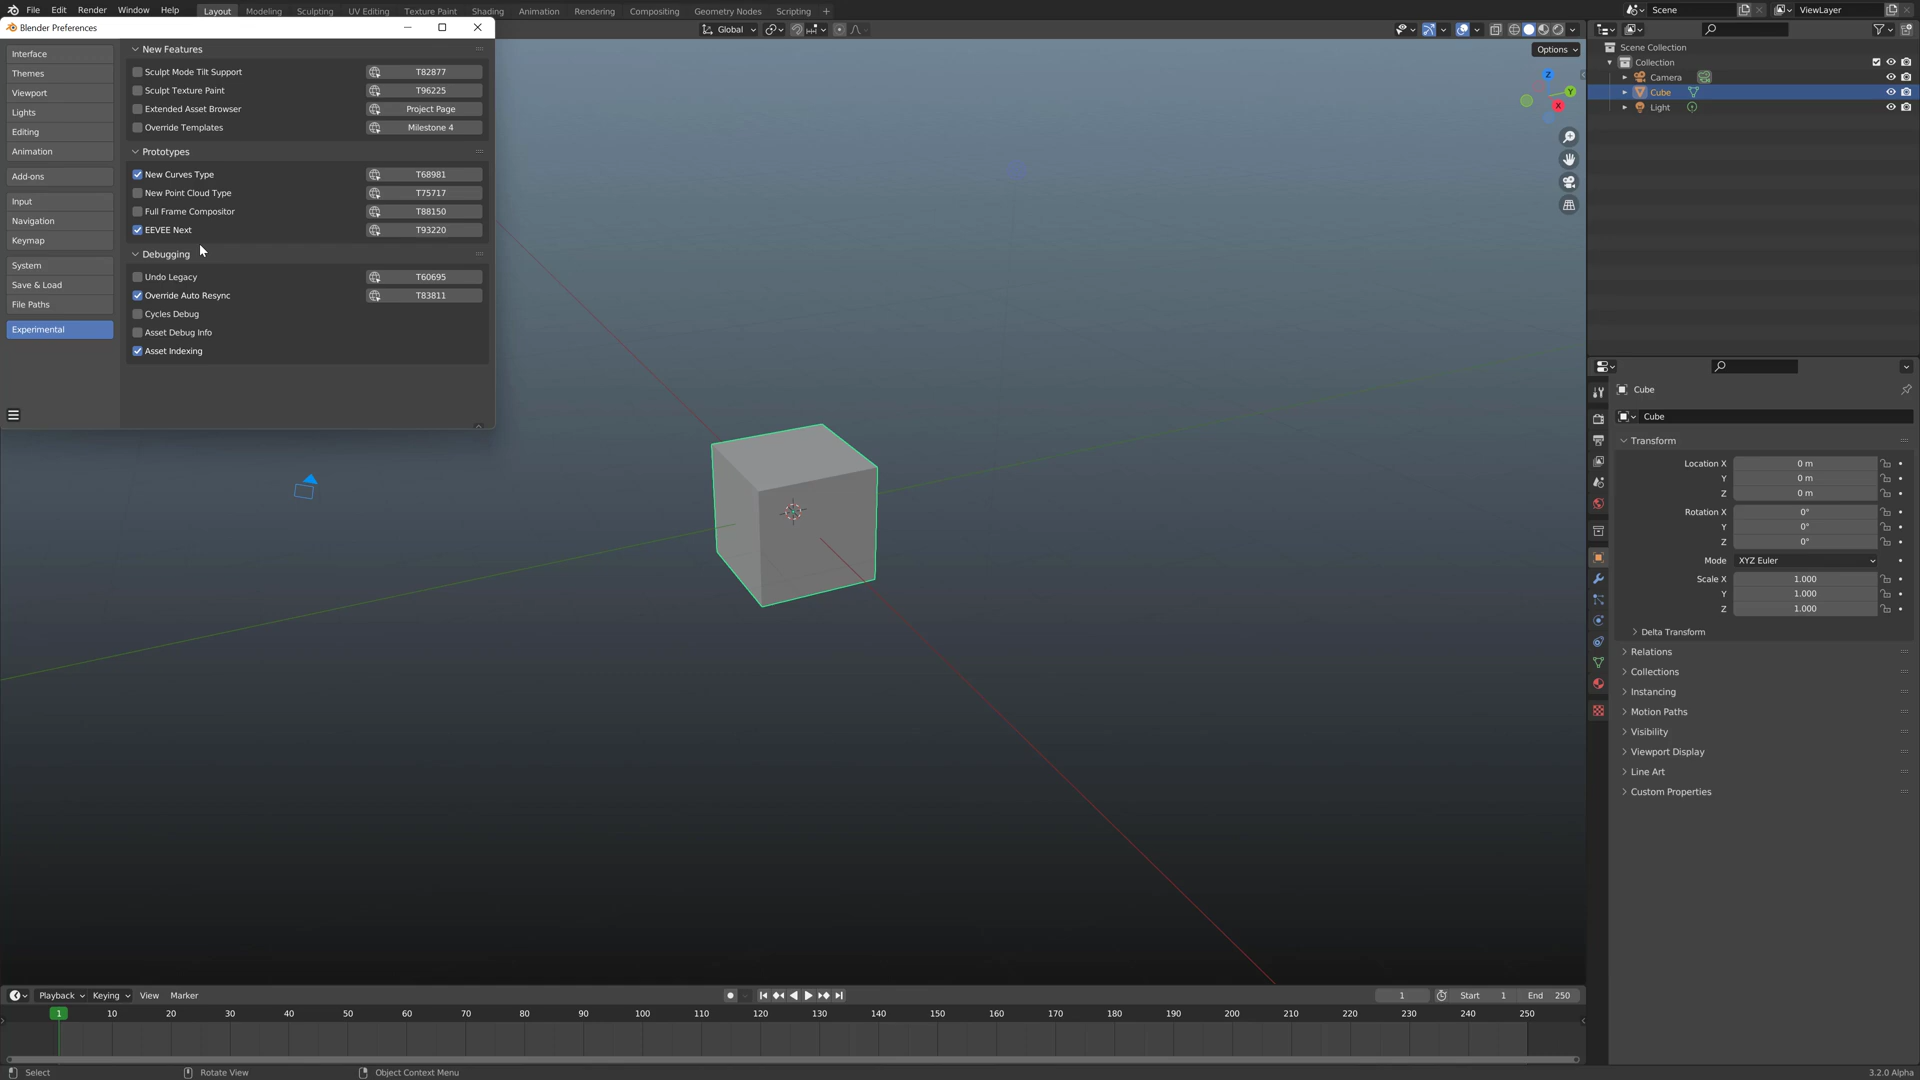 File Edit Render Window Help Layout Modeling Sculpting UV Editing Texture Paint Shading Animation Rendering Compositing Geometry Nodes Scripting + Scene ViewLayer
Blender Preferences
Global
Options
Interface
Themes
Viewport
Lights
Editing
Animation
Add-ons
Input
Navigation
Keymap
System
Save & Load
File Paths
Experimental
New Features
Sculpt Mode Tilt Support T82877
Sculpt Texture Paint T96225
Extended Asset Browser Project Page
Override Templates Milestone 4
Prototypes
New Curves Type T68981
New Point Cloud Type T75717
Full Frame Compositor T88150
EEVEE Next T93220
Debugging
Undo Legacy T60695
Override Auto Resync T83811
Cycles Debug
Asset Debug Info
Asset Indexing
Z
Y
X
Scene Collection
Collection
Camera
Cube
Light
Cube
Cube
Transform
Location X 0 m
Y 0 m
Z 0 m
Rotation X 0°
Y 0°
Z 0°
Mode XYZ Euler
Scale X 1.000
Y 1.000
Z 1.000
Delta Transform
Relations
Collections
Instancing
Motion Paths
Visibility
Viewport Display
Line Art
Custom Properties
Playback Keying View Marker 1 Start 1 End 250
1 10 20 30 40 50 60 70 80 90 100 110 120 130 140 150 160 170 180 190 200 210 220 230 240 250
Select Rotate View Object Context Menu 3.2.0 Alpha